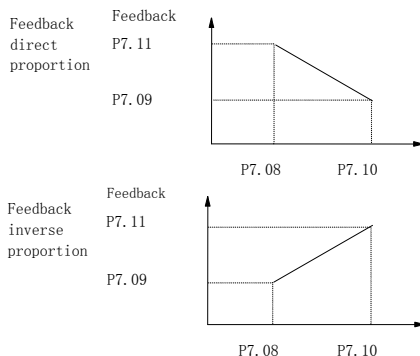 Feedback direct proportion
Feedback
P7.11
P7.09
P7.08 P7.10
Feedback inverse proportion
Feedback
P7.11
P7.09
P7.08 P7.10